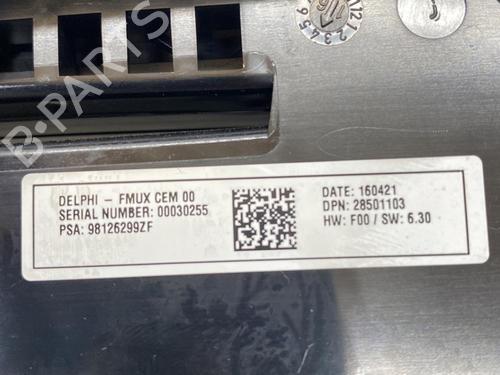 DELPHI – FMUX CEM 00
SERIAL NUMBER: 00030255
PSA: 98126299ZF
DATE: 160421
DPN: 28501103
HW: F00 / SW: 6.30
B-PARTS